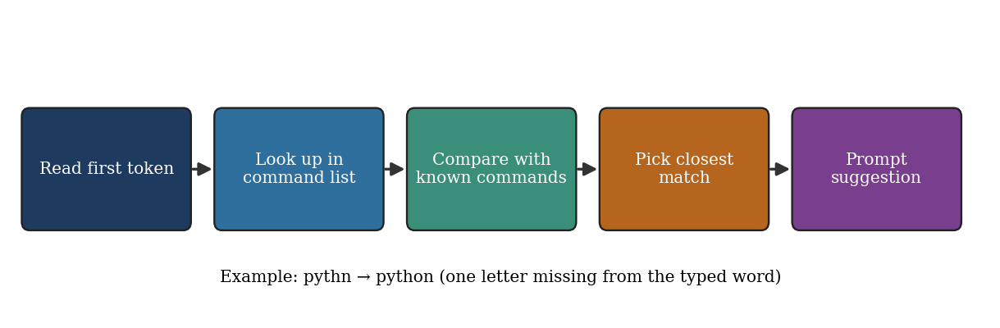 Read first token
Look up in
command list
Compare with
known commands
Pick closest
match
Prompt
suggestion
Example: pythn → python (one letter missing from the typed word)